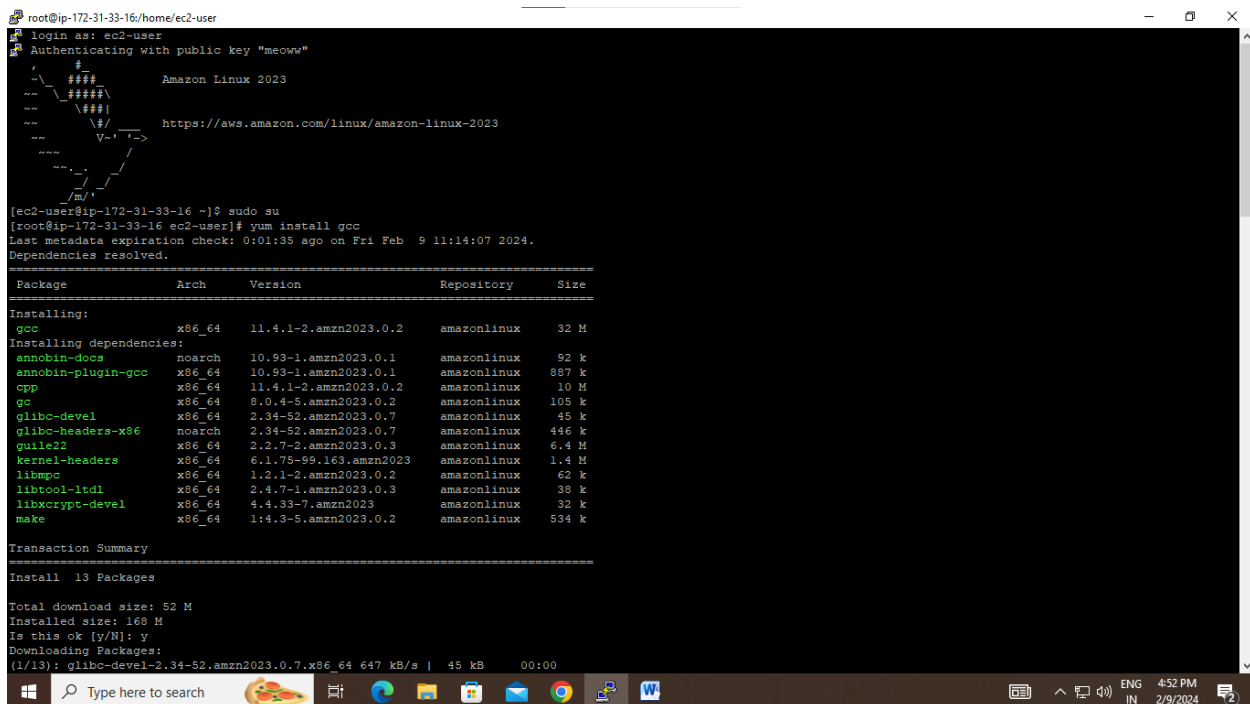 root@ip-172-31-33-16:/home/ec2-user
login as: ec2-user
Authenticating with public key "meoww"
   ,     #_
   ~\_  ####_        Amazon Linux 2023
  ~~  \_#####\
  ~~     \###|
  ~~       \#/ ___   https://aws.amazon.com/linux/amazon-linux-2023
   ~~       V~' '->
    ~~~         /
      ~~._.   _/
         _/ _/
       _/m/'
[ec2-user@ip-172-31-33-16 ~]$ sudo su
[root@ip-172-31-33-16 ec2-user]# yum install gcc
Last metadata expiration check: 0:01:35 ago on Fri Feb  9 11:14:07 2024.
Dependencies resolved.
================================================================================
 Package Arch Version Repository Size
================================================================================
Installing:
 gcc x86_64 11.4.1-2.amzn2023.0.2 amazonlinux 32 M
Installing dependencies:
 annobin-docs noarch 10.93-1.amzn2023.0.1 amazonlinux 92 k
 annobin-plugin-gcc x86_64 10.93-1.amzn2023.0.1 amazonlinux 887 k
 cpp x86_64 11.4.1-2.amzn2023.0.2 amazonlinux 10 M
 gc x86_64 8.0.4-5.amzn2023.0.2 amazonlinux 105 k
 glibc-devel x86_64 2.34-52.amzn2023.0.7 amazonlinux 45 k
 glibc-headers-x86 noarch 2.34-52.amzn2023.0.7 amazonlinux 446 k
 guile22 x86_64 2.2.7-2.amzn2023.0.3 amazonlinux 6.4 M
 kernel-headers x86_64 6.1.75-99.163.amzn2023 amazonlinux 1.4 M
 libmpc x86_64 1.2.1-2.amzn2023.0.2 amazonlinux 62 k
 libtool-ltdl x86_64 2.4.7-1.amzn2023.0.3 amazonlinux 38 k
 libxcrypt-devel x86_64 4.4.33-7.amzn2023 amazonlinux 32 k
 make x86_64 1:4.3-5.amzn2023.0.2 amazonlinux 534 k
Transaction Summary
================================================================================
Install  13 Packages
Total download size: 52 M
Installed size: 168 M
Is this ok [y/N]: y
Downloading Packages:
(1/13): glibc-devel-2.34-52.amzn2023.0.7.x86_64 647 kB/s |  45 kB     00:00
Type here to search
ENG 4:52 PM
IN 2/9/2024
2